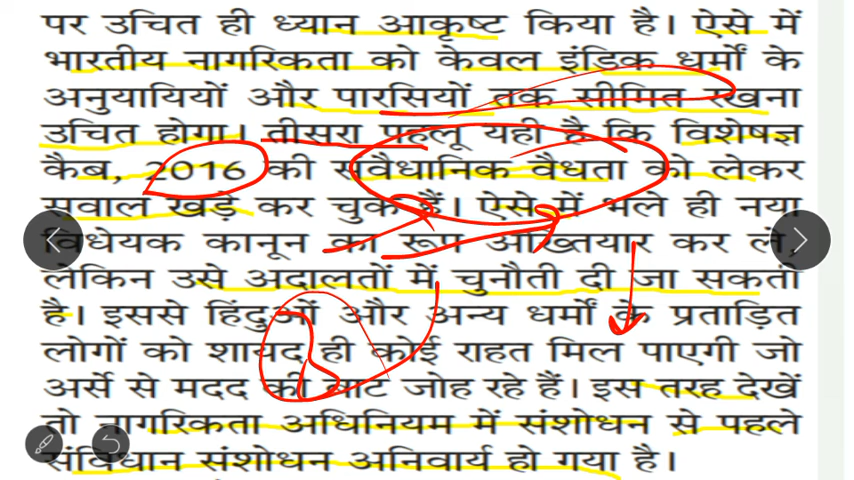 पर उचित ही ध्यान आकृष्ट किया है। ऐसे में
भारतीय नागरिकता को केवल इंडिक धर्मों के
अनुयायियों और पारसियों तक सीमित रखना
उचित होगा। तीसरा पहलू यही है कि विशेषज्ञ
कैब, 2016 की संवैधानिक वैधता को लेकर
सवाल खड़े कर चुके हैं। ऐसे में भले ही नया
विधेयक कानून का रूप अख्तियार कर ले,
लेकिन उसे अदालतों में चुनौती दी जा सकती
है। इससे हिंदुओं और अन्य धर्मों के प्रताड़ित
लोगों को शायद ही कोई राहत मिल पाएगी जो
अर्से से मदद की बाट जोह रहे हैं। इस तरह देखें
तो नागरिकता अधिनियम में संशोधन से पहले
संविधान संशोधन अनिवार्य हो गया है।